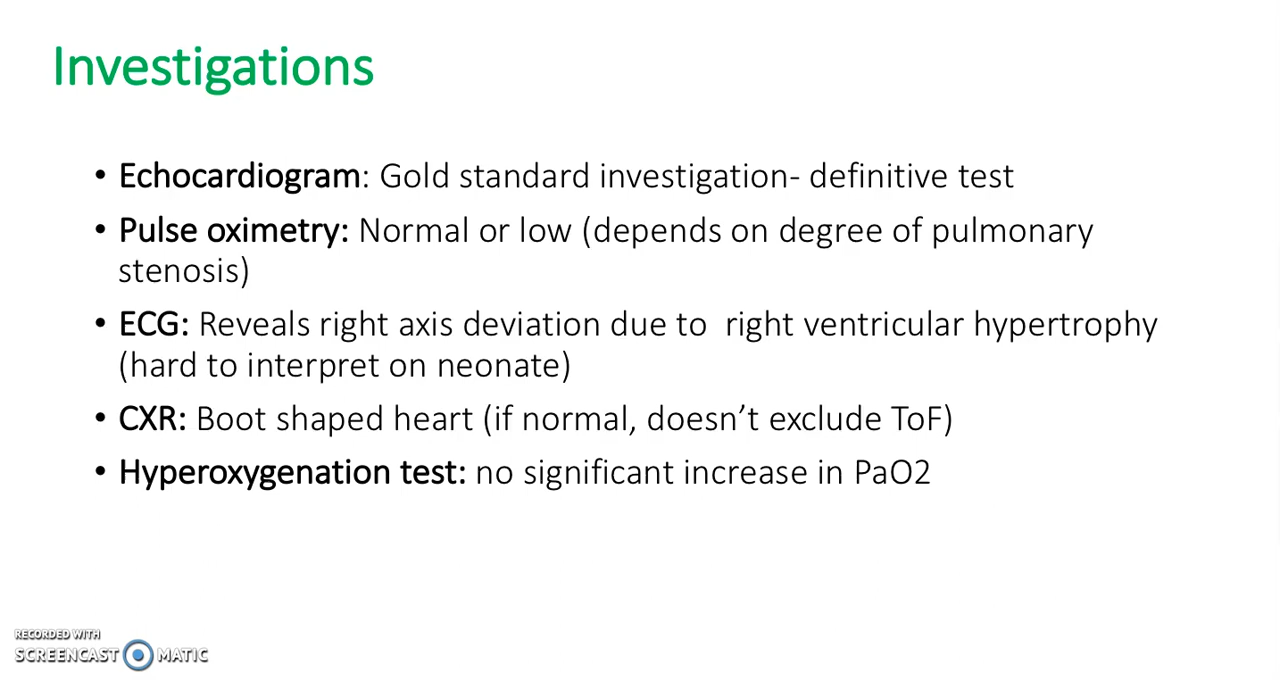 Investigations
• Echocardiogram: Gold standard investigation- definitive test
• Pulse oximetry: Normal or low (depends on degree of pulmonary
stenosis)
• ECG: Reveals right axis deviation due to  right ventricular hypertrophy
(hard to interpret on neonate)
• CXR: Boot shaped heart (if normal, doesn’t exclude ToF)
• Hyperoxygenation test: no significant increase in PaO2
RECORDED WITH
SCREENCAST MATIC